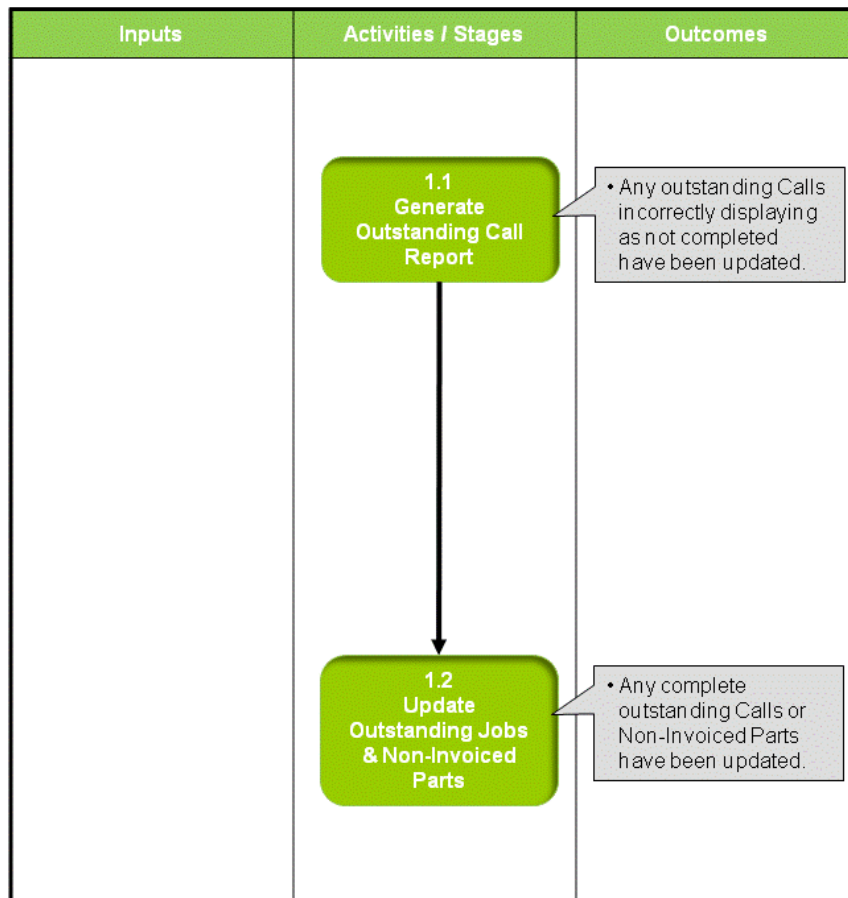 Inputs
Activities / Stages
Outcomes
1.1
Generate
Outstanding Call
Report
• Any outstanding Calls
incorrectly displaying
as not completed
have been updated.
1.2
Update
Outstanding Jobs
& Non-Invoiced
Parts
• Any complete
outstanding Calls or
Non-Invoiced Parts
have been updated.